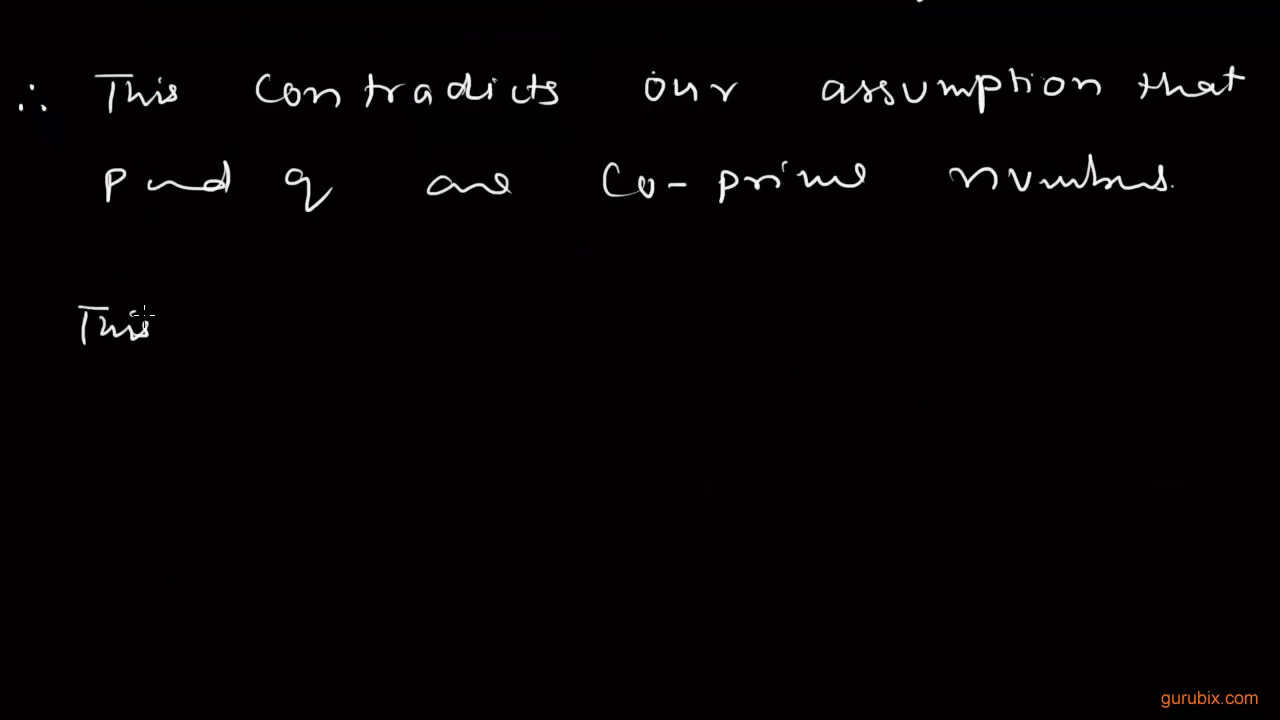 ∴ This contradicts our assumption that
p and q are co-prime numbers.
This
gurubix.com